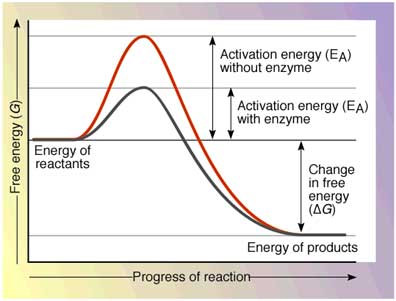 Free energy (G)
Activation energy (EA)
without enzyme
Activation energy (EA)
with enzyme
Energy of
reactants
Change
in free
energy
(ΔG)
Energy of products
Progress of reaction